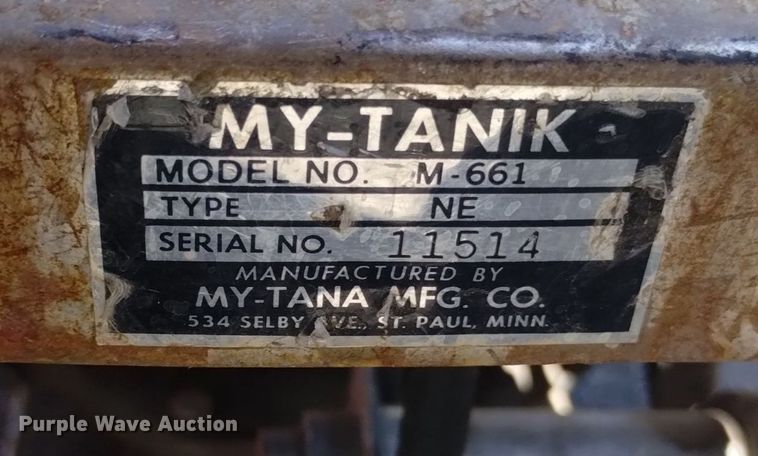 MY-TANIK
MODEL NO. M-661
TYPE NE
SERIAL NO. 11514
MANUFACTURED BY
MY-TANA MFG. CO.
534 SELBY AVE., ST. PAUL, MINN.
Purple Wave Auction